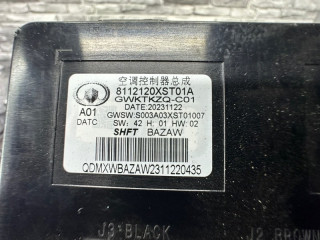 空调控制器总成
8112120XST01A
GWKTKZQ-C01
DATE:20231122
A01
GWSW:S003A03XST01007
DATC
SW: 42 H: 01 HW: 02
SHFT BAZAW
QDMXWBAZAW2311220435
J3-BLACK
J2 BROWN